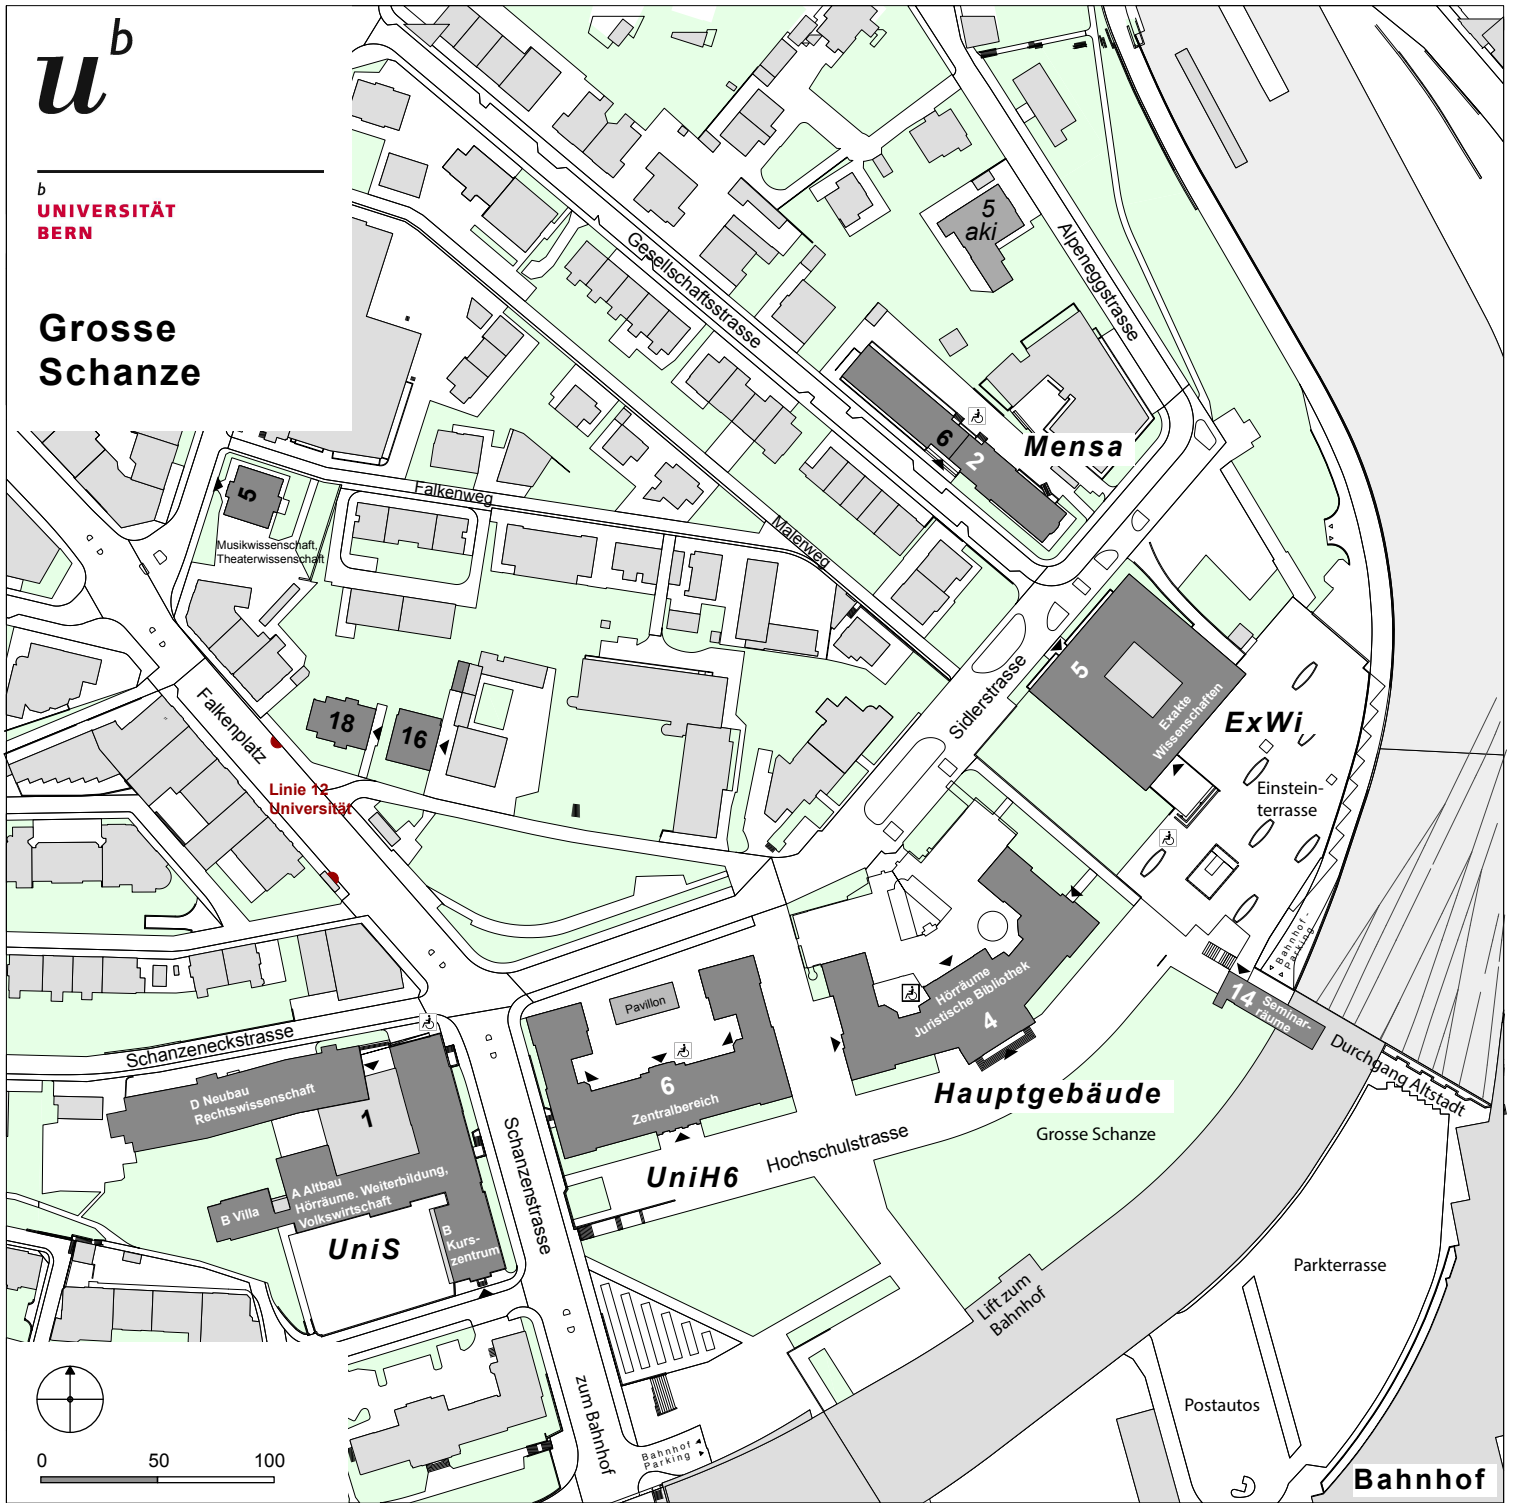 u
b
b
UNIVERSITÄT
BERN
Grosse
Schanze
5
aki
Alpeneggstrasse
Gesellschaftsstrasse
Mensa
6
2
Falkenweg
Malerweg
5
Musikwissenschaft,
Theaterwissenschaft
Sidlerstrasse
5
Exakte
Wissenschaften
ExWi
Einstein-
terrasse
Falkenplatz
18
16
Linie 12
Universität
Bahnhof-
Parking
Pavillon
Hörräume
Juristische Bibliothek
4
14
Seminar-
räume
Durchgang Altstadt
Schanzeneckstrasse
D Neubau
Rechtswissenschaft
1
6
Zentralbereich
Hauptgebäude
Grosse Schanze
Hochschulstrasse
UniH6
Schanzenstrasse
A Altbau
Hörräume. Weiterbildung,
Volkswirtschaft
B Villa
B
Kurs-
zentrum
UniS
Lift zum
Bahnhof
Parkterrasse
Postautos
zum Bahnhof
Bahnhof
Parking
0
50
100
Bahnhof